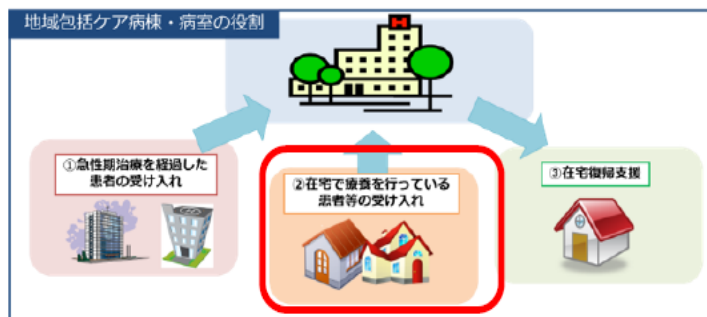 地域包括ケア病棟・病室の役割
H
①急性期治療を経過した
患者の受け入れ
②在宅で療養を行っている
患者等の受け入れ
③在宅復帰支援